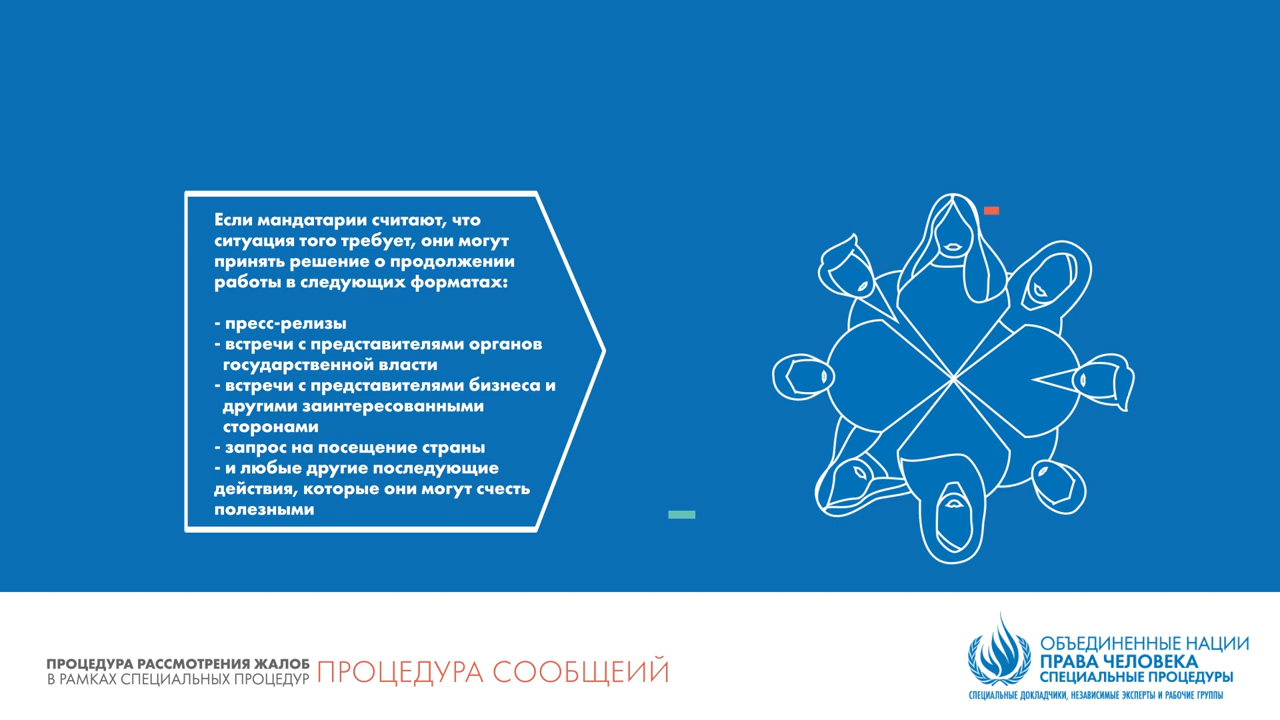 Если мандатарии считают, что
ситуация того требует, они могут
принять решение о продолжении
работы в следующих форматах:
- пресс-релизы
- встречи с представителями органов
государственной власти
- встречи с представителями бизнеса и
другими заинтересованными
сторонами
- запрос на посещение страны
- и любые другие последующие
действия, которые они могут счесть
полезными
ПРОЦЕДУРА РАССМОТРЕНИЯ ЖАЛОБ
В РАМКАХ СПЕЦИАЛЬНЫХ ПРОЦЕДУР
ПРОЦЕДУРА СООБЩЕИЙ
ОБЪЕДИНЕННЫЕ НАЦИИ
ПРАВА ЧЕЛОВЕКА
СПЕЦИАЛЬНЫЕ ПРОЦЕДУРЫ
СПЕЦИАЛЬНЫЕ ДОКЛАДЧИКИ, НЕЗАВИСИМЫЕ ЭКСПЕРТЫ И РАБОЧИЕ ГРУППЫ